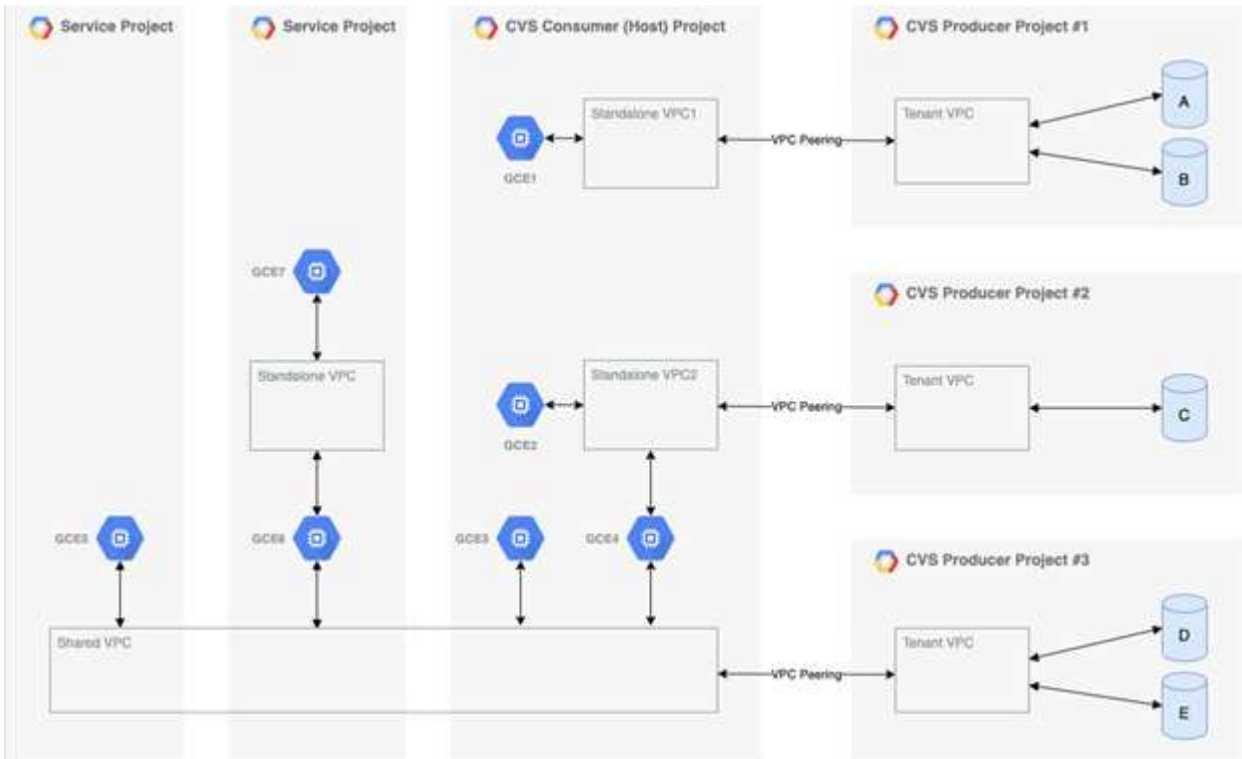 Service Project
Service Project
CVS Consumer (Host) Project
CVS Producer Project #1
Standalone VPC1
GCE1
VPC Peering
Tenant VPC
A
B
GCE7
CVS Producer Project #2
Standalone VPC
Standalone VPC2
GCE2
VPC Peering
Tenant VPC
C
GCE5
GCE6
GCE3
GCE4
CVS Producer Project #3
Shared VPC
VPC Peering
Tenant VPC
D
E